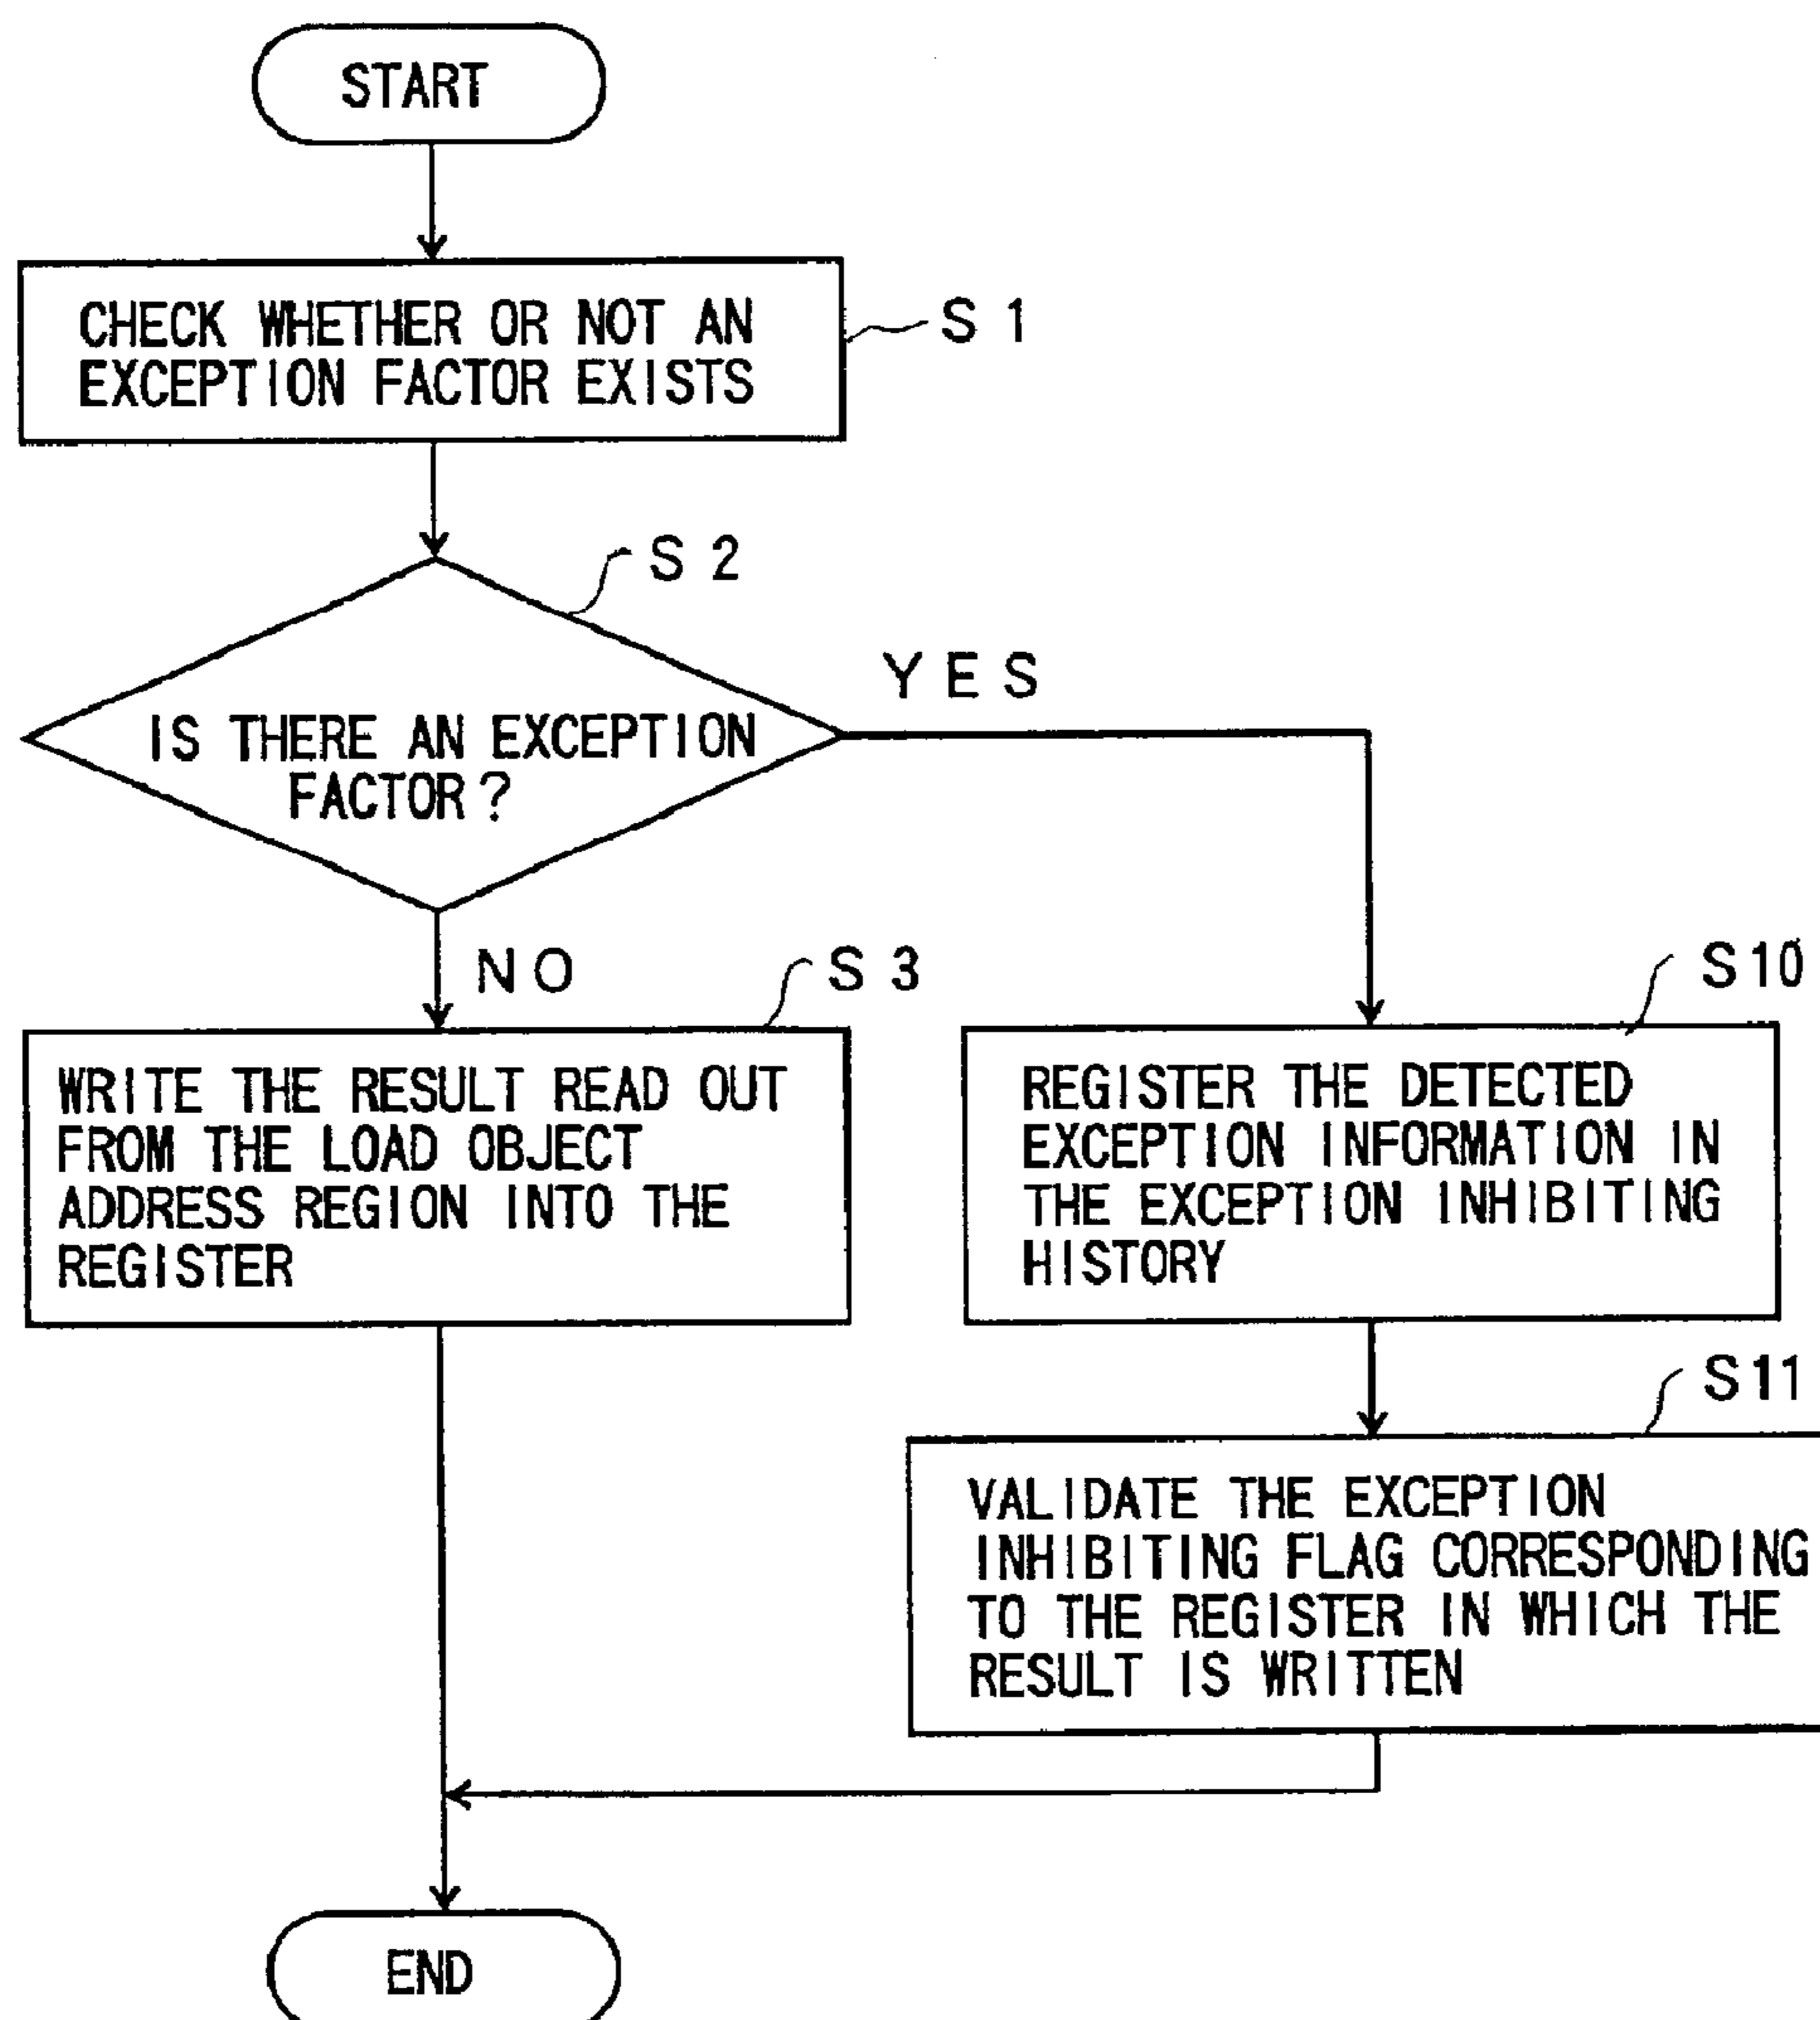 START
CHECK WHETHER OR NOT AN
EXCEPTION FACTOR EXISTS
S 1
S 2
YES
IS THERE AN EXCEPTION
FACTOR?
NO
S 3
WRITE THE RESULT READ OUT
FROM THE LOAD OBJECT
ADDRESS REGION INTO THE
REGISTER
S10
REGISTER THE DETECTED
EXCEPTION INFORMATION IN
THE EXCEPTION INHIBITING
HISTORY
S11
VALIDATE THE EXCEPTION
INHIBITING FLAG CORRESPONDING
TO THE REGISTER IN WHICH THE
RESULT IS WRITTEN
END